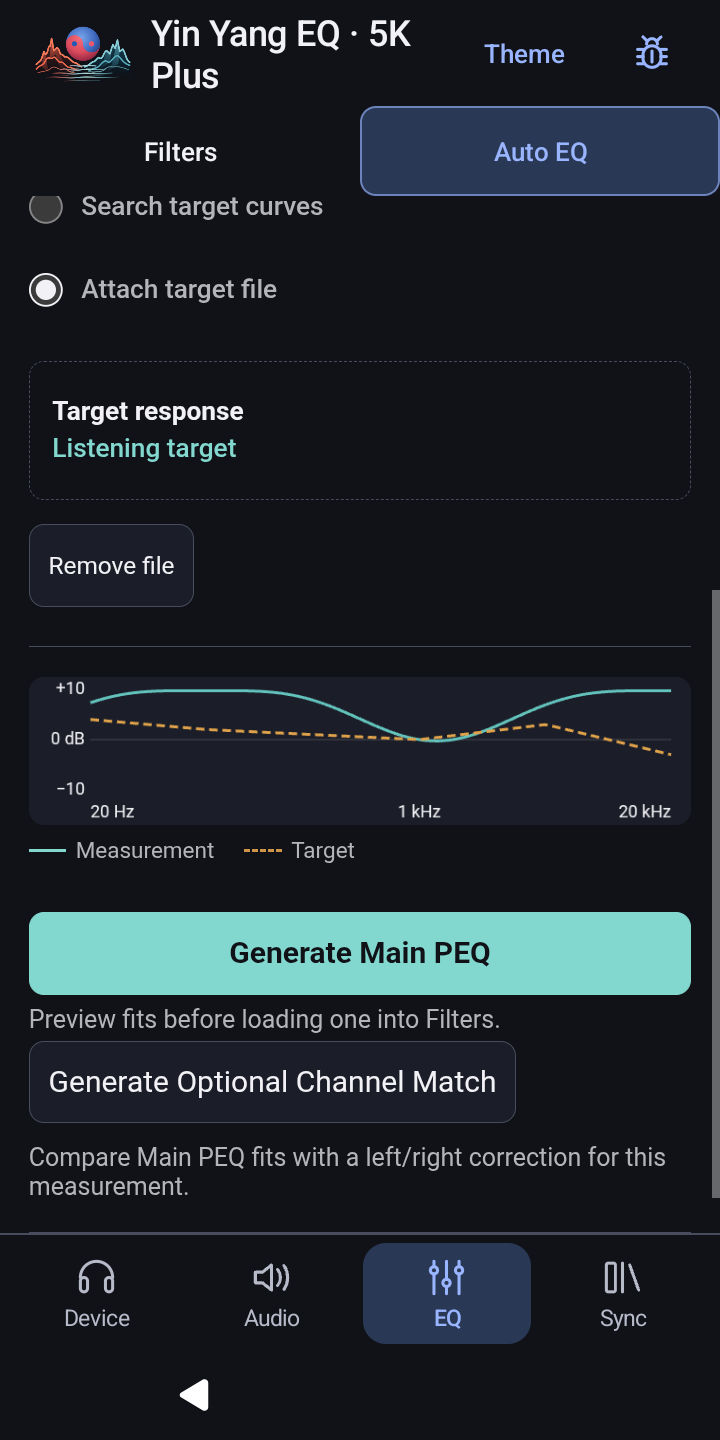 Yin Yang EQ · 5K
Plus
Theme
Filters
Auto EQ
Search target curves
Attach target file
Target response
Listening target
Remove file
+10
0 dB
−10
20 Hz
1 kHz
20 kHz
Measurement
Target
Generate Main PEQ
Preview fits before loading one into Filters.
Generate Optional Channel Match
Compare Main PEQ fits with a left/right correction for this
measurement.
Device
Audio
EQ
Sync